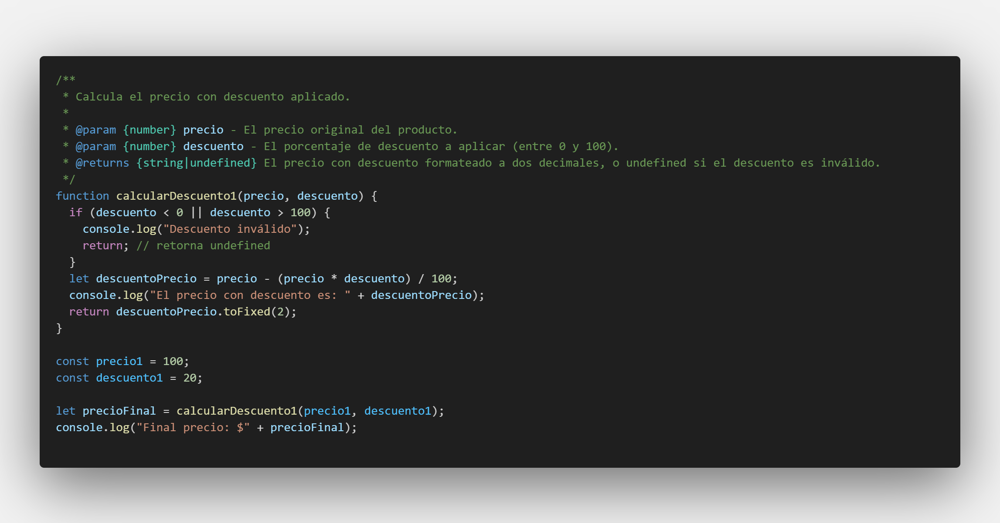 /**
 * Calcula el precio con descuento aplicado.
 *
 * @param {number} precio - El precio original del producto.
 * @param {number} descuento - El porcentaje de descuento a aplicar (entre 0 y 100).
 * @returns {string|undefined} El precio con descuento formateado a dos decimales, o undefined si el descuento es inválido.
 */
function calcularDescuento1(precio, descuento) {
  if (descuento < 0 || descuento > 100) {
    console.log("Descuento inválido");
    return; // retorna undefined
  }
  let descuentoPrecio = precio - (precio * descuento) / 100;
  console.log("El precio con descuento es: " + descuentoPrecio);
  return descuentoPrecio.toFixed(2);
}

const precio1 = 100;
const descuento1 = 20;

let precioFinal = calcularDescuento1(precio1, descuento1);
console.log("Final precio: $" + precioFinal);